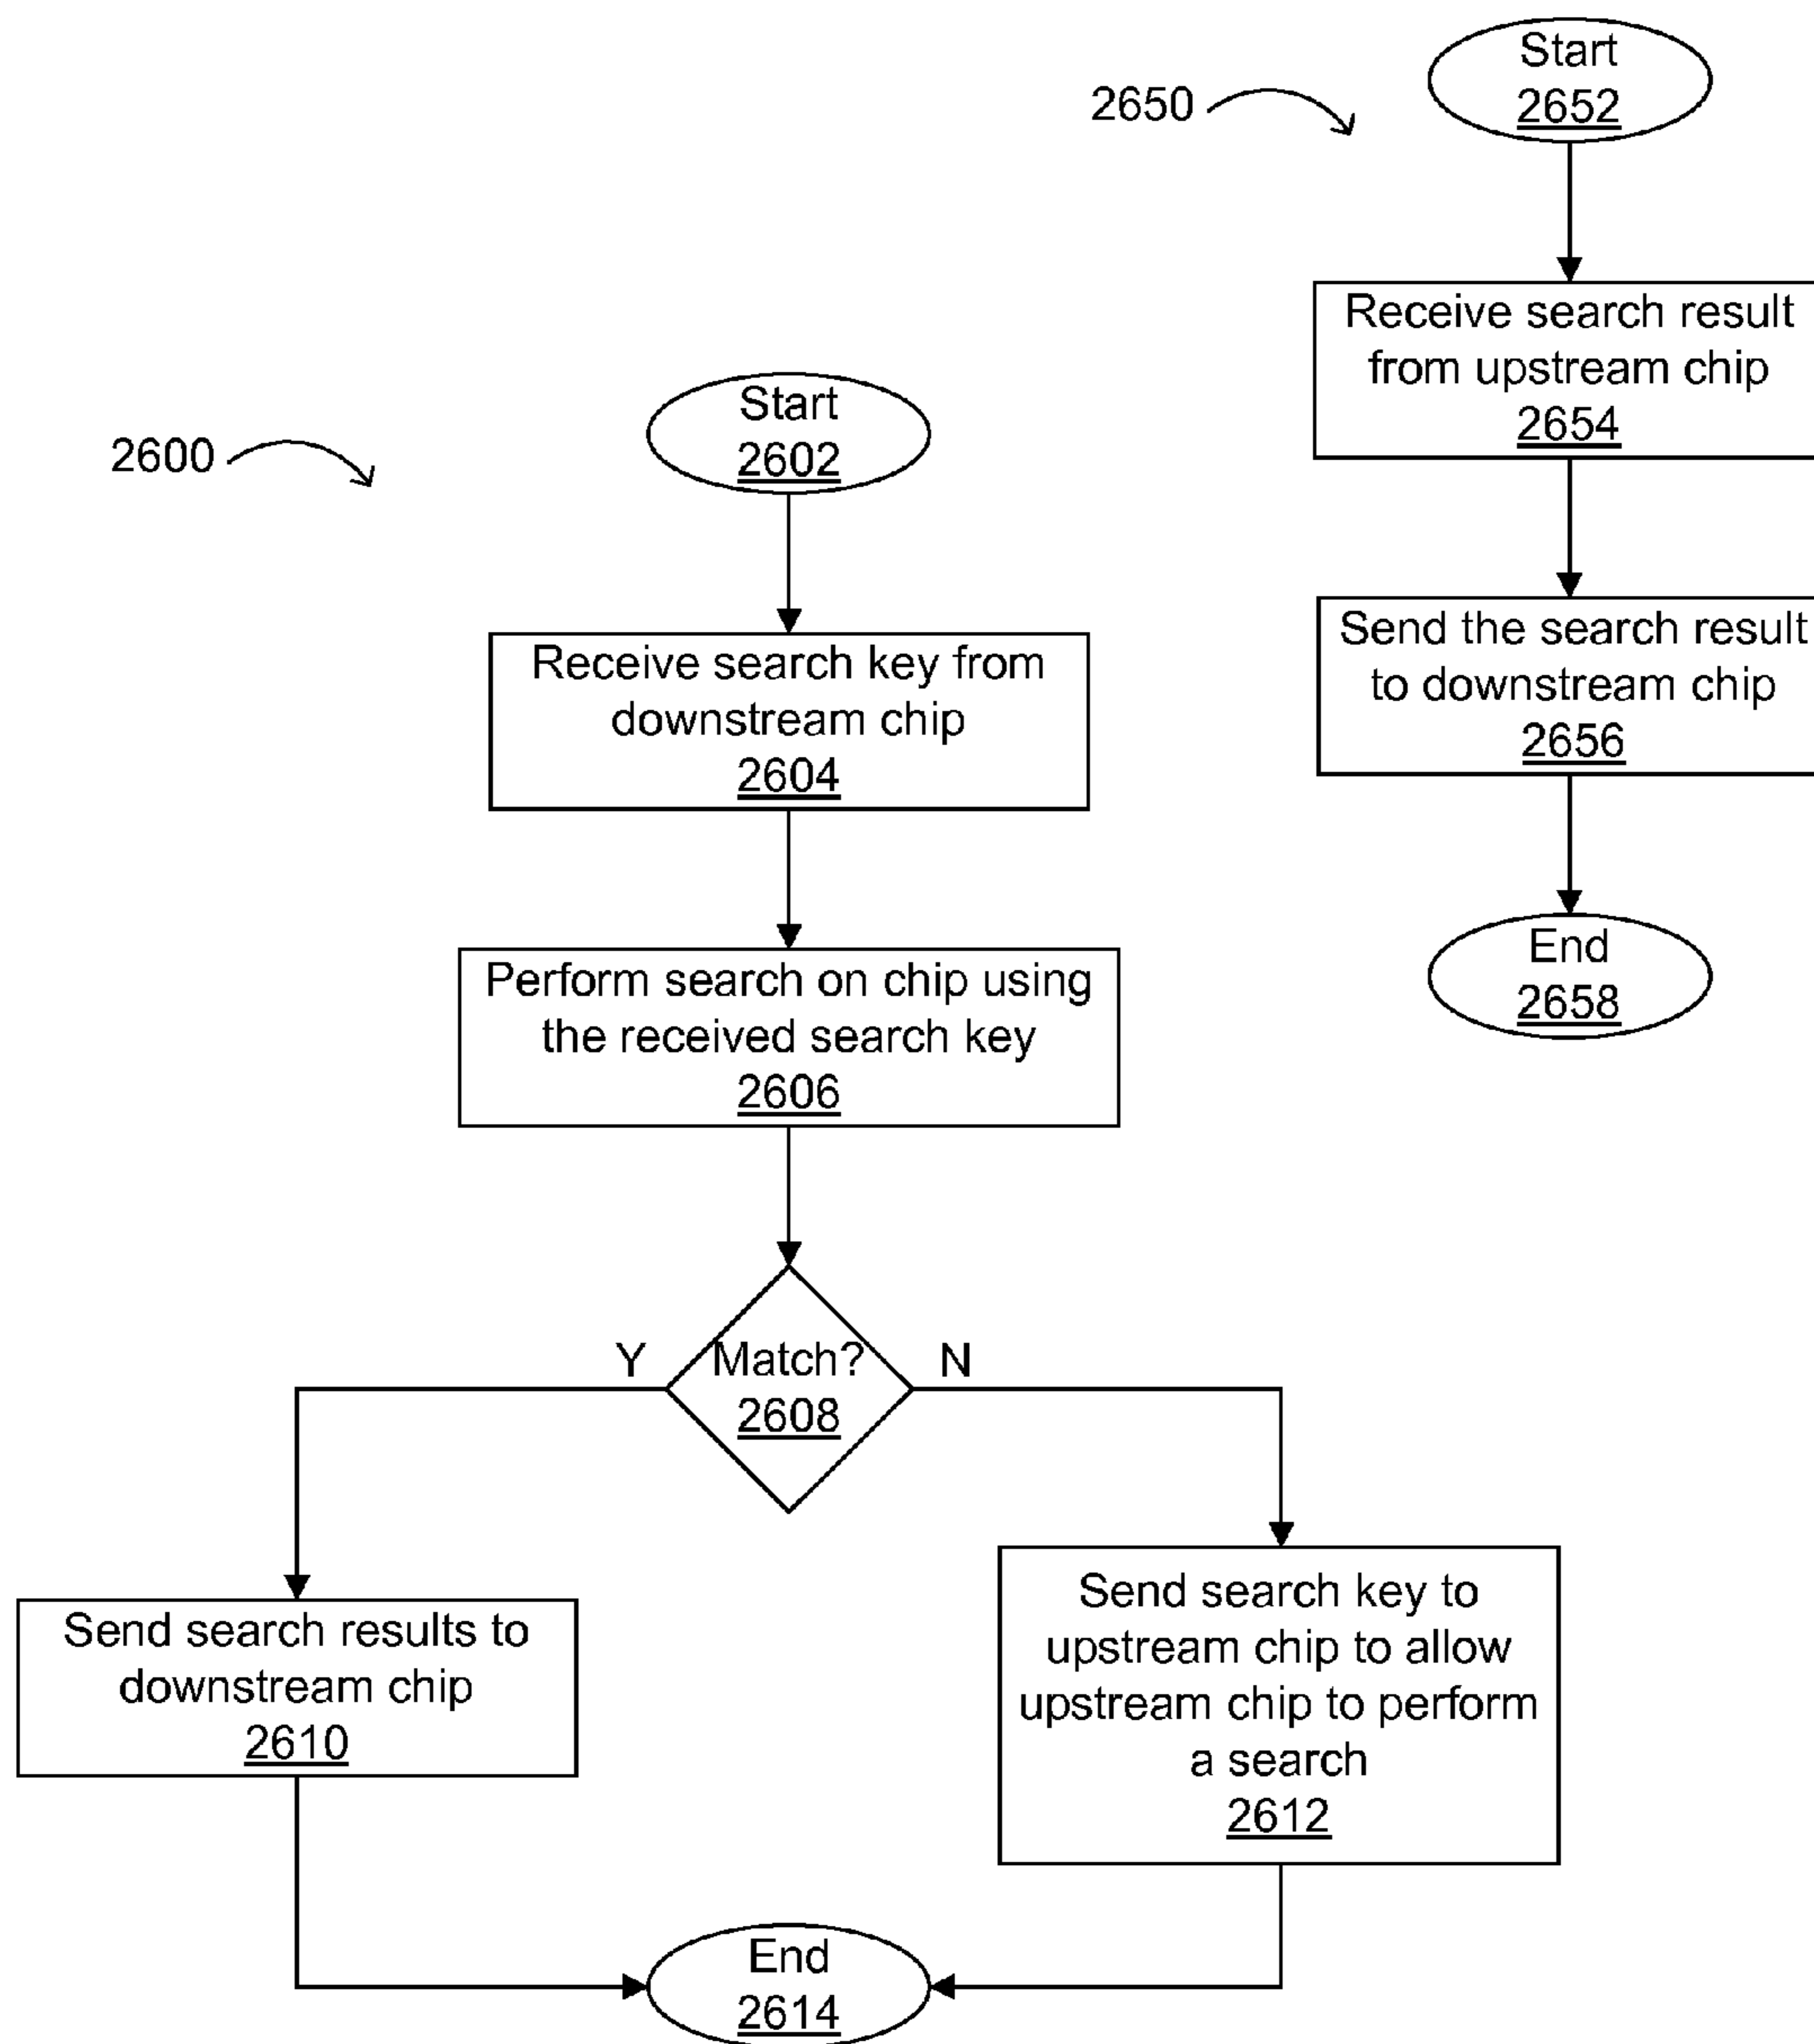 2600
Start
2602
Receive search key from
downstream chip
2604
Perform search on chip using
the received search key
2606
Y
Match?
N
2608
Send search results to
downstream chip
2610
Send search key to
upstream chip to allow
upstream chip to perform
a search
2612
End
2614
2650
Start
2652
Receive search result
from upstream chip
2654
Send the search result
to downstream chip
2656
End
2658